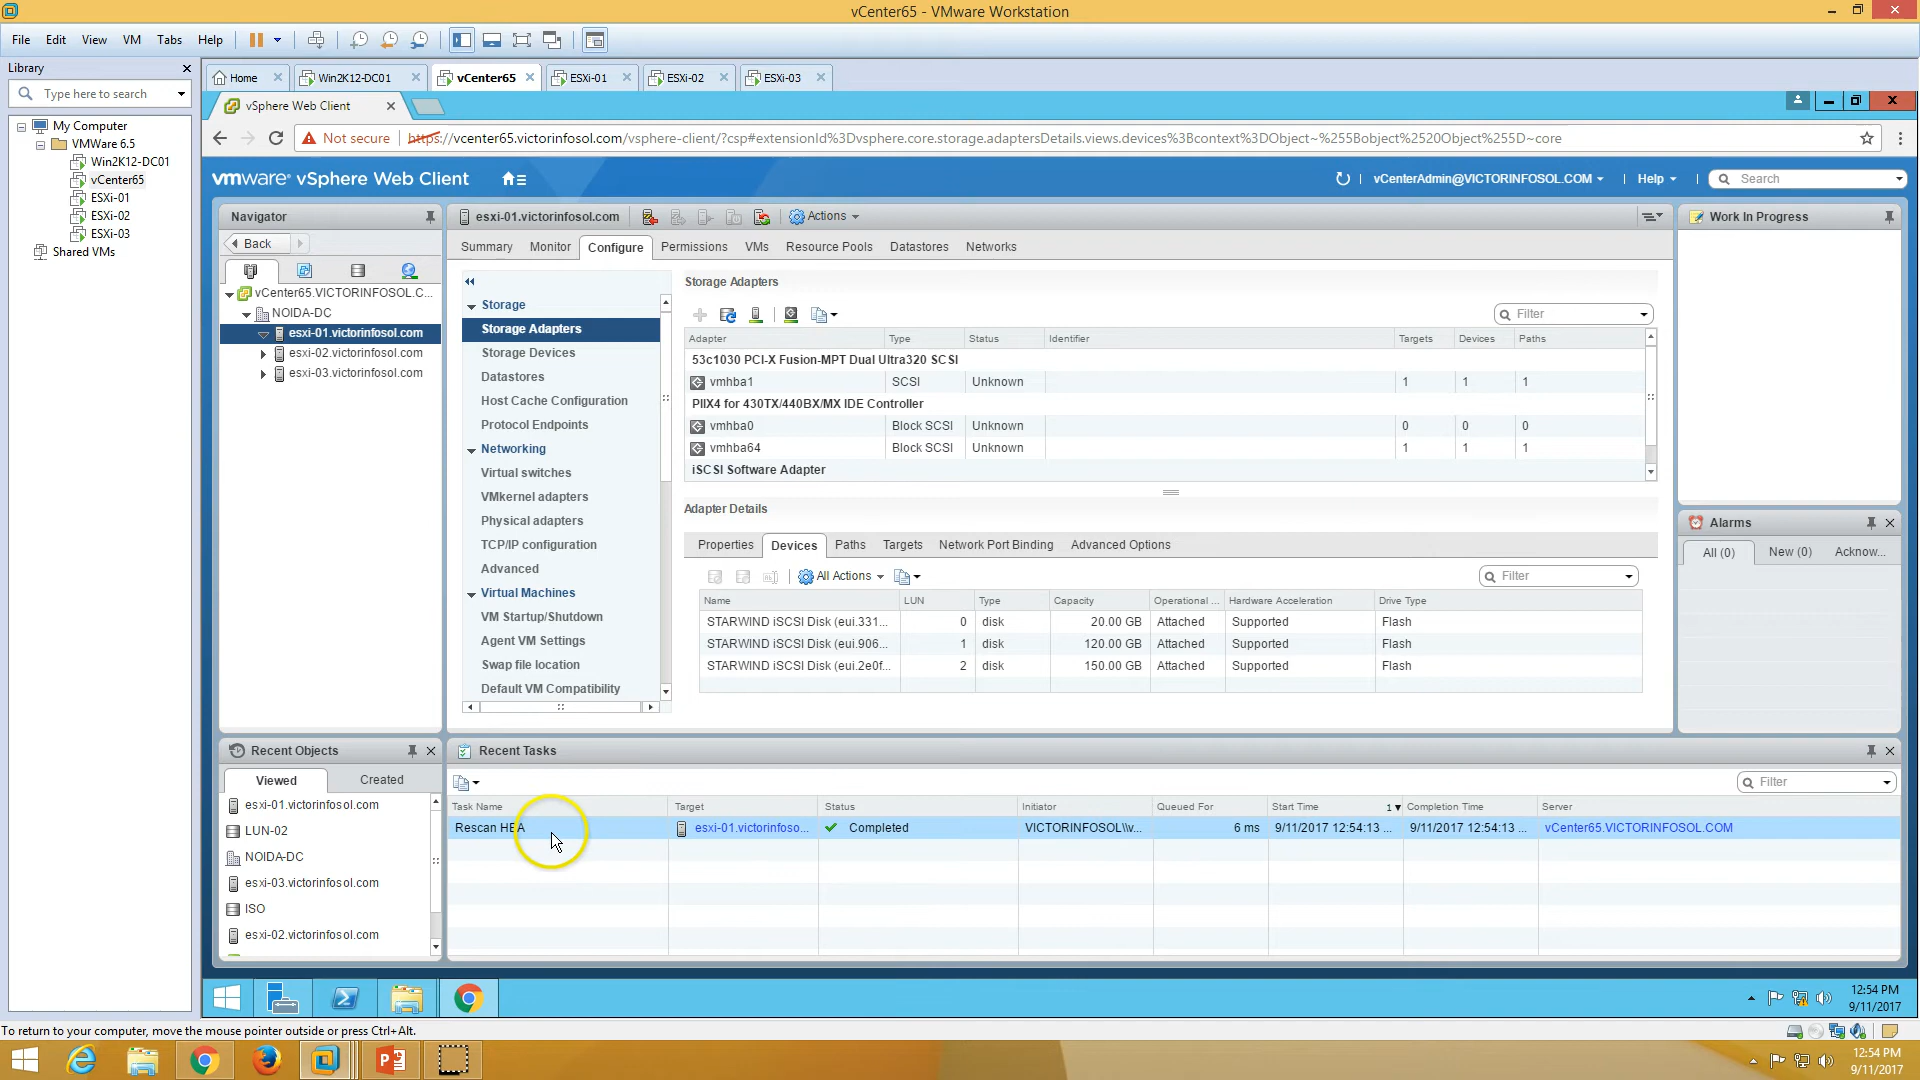 vCenter65 - VMware Workstation
File Edit View VM Tabs Help
Library
Type here to search
My Computer
VMWare 6.5
Win2K12-DC01
vCenter65
ESXi-01
ESXi-02
ESXi-03
Shared VMs
Home Win2K12-DC01 vCenter65 ESXi-01 ESXi-02 ESXi-03
vSphere Web Client
Not secure https://vcenter65.victorinfosol.com/vsphere-client/?csp#extensionId%3Dvsphere.core.storage.adaptersDetails.views.devices%3Bcontext%3DObject~%255Bobject%2520Object%255D~core
vmware® vSphere Web Client
vCenterAdmin@VICTORINFOSOL.COM Help Search
Navigator
Back
vCenter65.VICTORINFOSOL.C...
NOIDA-DC
esxi-01.victorinfosol.com
esxi-02.victorinfosol.com
esxi-03.victorinfosol.com
esxi-01.victorinfosol.com Actions
Summary Monitor Configure Permissions VMs Resource Pools Datastores Networks
Storage
Storage Adapters
Storage Devices
Datastores
Host Cache Configuration
Protocol Endpoints
Networking
Virtual switches
VMkernel adapters
Physical adapters
TCP/IP configuration
Advanced
Virtual Machines
VM Startup/Shutdown
Agent VM Settings
Swap file location
Default VM Compatibility
Storage Adapters
Filter
Adapter Type Status Identifier Targets Devices Paths
53c1030 PCI-X Fusion-MPT Dual Ultra320 SCSI
vmhba1 SCSI Unknown 1 1 1
PIIX4 for 430TX/440BX/MX IDE Controller
vmhba0 Block SCSI Unknown 0 0 0
vmhba64 Block SCSI Unknown 1 1 1
iSCSI Software Adapter
Adapter Details
Properties Devices Paths Targets Network Port Binding Advanced Options
All Actions Filter
Name LUN Type Capacity Operational ... Hardware Acceleration Drive Type
STARWIND iSCSI Disk (eui.331... 0 disk 20.00 GB Attached Supported Flash
STARWIND iSCSI Disk (eui.906... 1 disk 120.00 GB Attached Supported Flash
STARWIND iSCSI Disk (eui.2e0f... 2 disk 150.00 GB Attached Supported Flash
Work In Progress
Alarms
All (0) New (0) Acknow...
Recent Objects
Viewed Created
esxi-01.victorinfosol.com
LUN-02
NOIDA-DC
esxi-03.victorinfosol.com
ISO
esxi-02.victorinfosol.com
Recent Tasks
Filter
Task Name Target Status Initiator Queued For Start Time 1 Completion Time Server
Rescan HBA esxi-01.victorinfoso... Completed VICTORINFOSOL\\v... 6 ms 9/11/2017 12:54:13 ... 9/11/2017 12:54:13 ... vCenter65.VICTORINFOSOL.COM
12:54 PM
9/11/2017
To return to your computer, move the mouse pointer outside or press Ctrl+Alt.
12:54 PM
9/11/2017